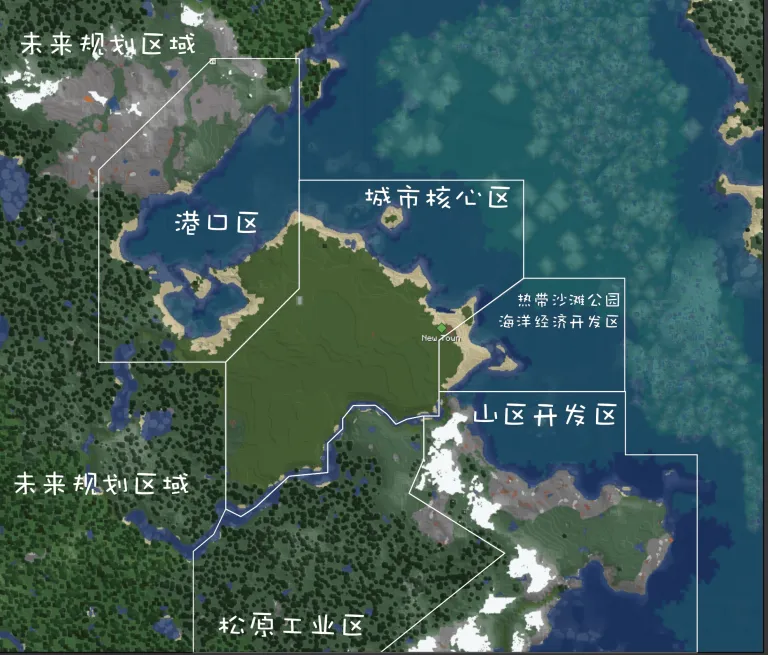 未来规划区域
城市核心区
港口区
热带沙滩公园
海洋经济开发区
New Town
山区开发区
未来规划区域
松原工业区